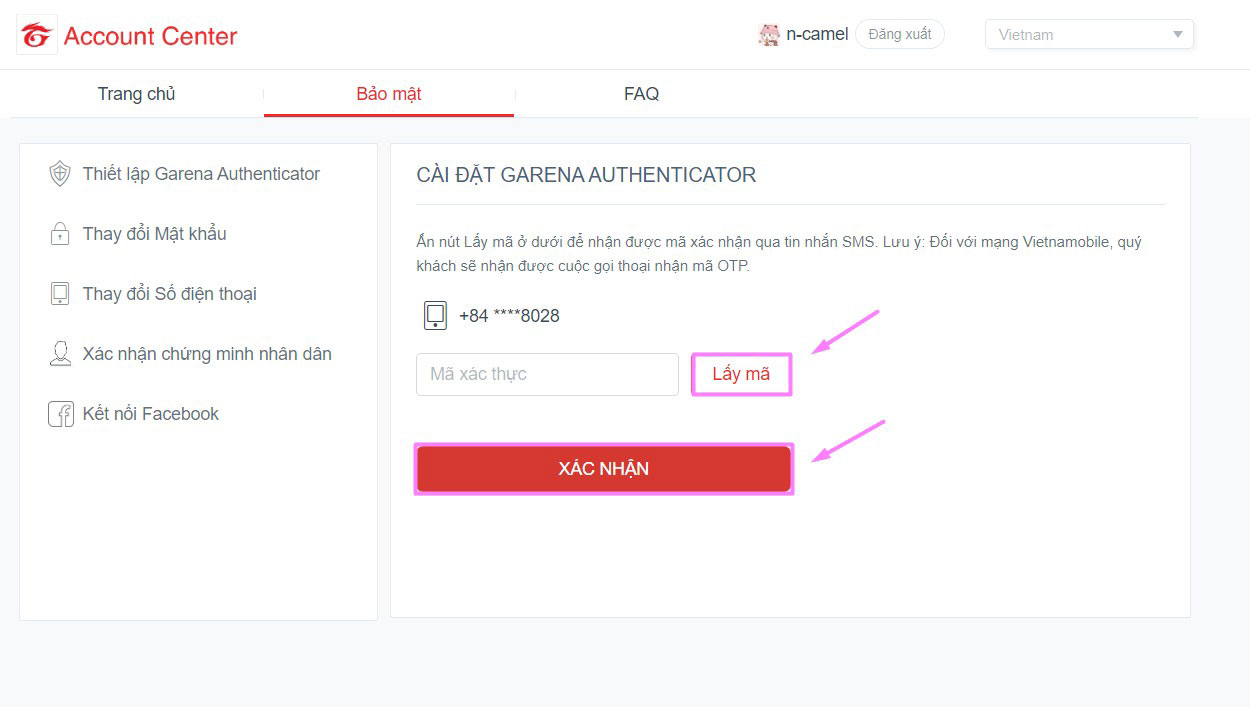 Account Center
n-camel
Đăng xuất
Vietnam
Trang chủ
Bảo mật
FAQ
Thiết lập Garena Authenticator
Thay đổi Mật khẩu
Thay đổi Số điện thoại
Xác nhận chứng minh nhân dân
Kết nối Facebook
CÀI ĐẶT GARENA AUTHENTICATOR
Ấn nút Lấy mã ở dưới để nhận được mã xác nhận qua tin nhắn SMS. Lưu ý: Đối với mạng Vietnamobile, quý
khách sẽ nhận được cuộc gọi thoại nhận mã OTP.
+84 ****8028
Mã xác thực
Lấy mã
XÁC NHẬN